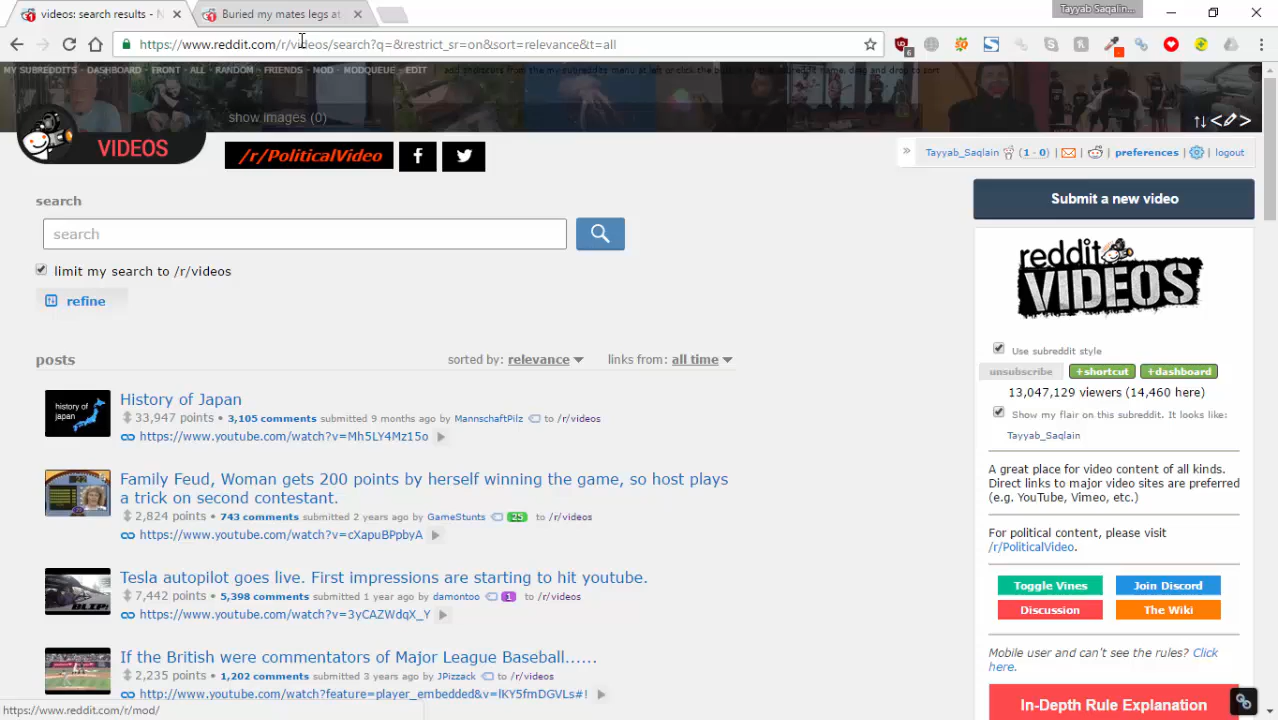 videos: search results - N
Buried my mates legs at
Tayyab Saqalin...
https://www.reddit.com/r/videos/search?q=&restrict_sr=on&sort=relevance&t=all
6
MY SUBREDDITS DASHBOARD FRONT - ALL - RANDOM - FRIENDS - MOD - MODQUEUE - EDIT
show images (0)
VIDEOS
/r/PoliticalVideo
Tayyab_Saqlain (1 · 0) preferences logout
search
search
limit my search to /r/videos
refine
posts
sorted by: relevance links from: all time
history of japan
History of Japan
33,947 points • 3,105 comments submitted 9 months ago by MannschaftPilz to /r/videos
https://www.youtube.com/watch?v=Mh5LY4Mz15o
Family Feud, Woman gets 200 points by herself winning the game, so host plays
a trick on second contestant.
2,824 points • 743 comments submitted 2 years ago by GameStunts 25 to /r/videos
https://www.youtube.com/watch?v=cXapuBPpbyA
Tesla autopilot goes live. First impressions are starting to hit youtube.
7,442 points • 5,398 comments submitted 1 year ago by damontoo 1 to /r/videos
https://www.youtube.com/watch?v=3yCAZWdqX_Y
If the British were commentators of Major League Baseball......
2,235 points • 1,202 comments submitted 3 years ago by JPizzack to /r/videos
http://www.youtube.com/watch?feature=player_embedded&v=lKY5fmDGVLs#!
https://www.reddit.com/r/mod/
Submit a new video
reddit
VIDEOS
Use subreddit style
unsubscribe +shortcut +dashboard
13,047,129 viewers (14,460 here)
Show my flair on this subreddit. It looks like:
Tayyab_Saqlain
A great place for video content of all kinds.
Direct links to major video sites are preferred
(e.g. YouTube, Vimeo, etc.)
For political content, please visit
/r/PoliticalVideo.
Toggle Vines Join Discord
Discussion The Wiki
Mobile user and can't see the rules? Click
here.
In-Depth Rule Explanation